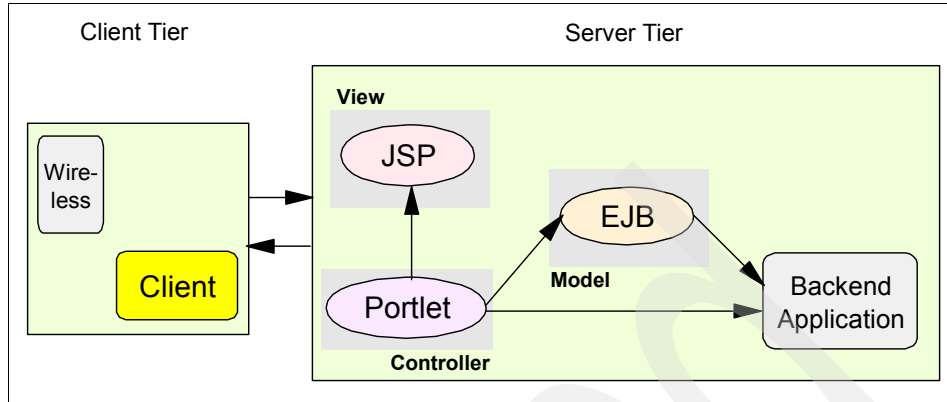 Client Tier
Server Tier
View
JSP
Wire-
less
EJB
Client
Model
Portlet
Backend
Application
Controller